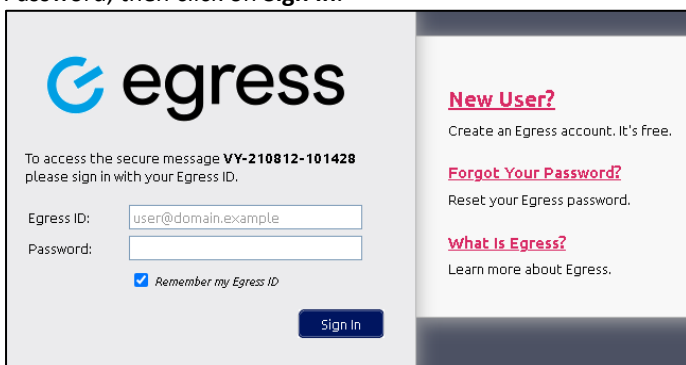 Password, then click on Sign In.
egress
To access the secure message VY-210812-101428
please sign in with your Egress ID.
Egress ID:
user@domain.example
Password:
Remember my Egress ID
Sign In
New User?
Create an Egress account. It's free.
Forgot Your Password?
Reset your Egress password.
What Is Egress?
Learn more about Egress.